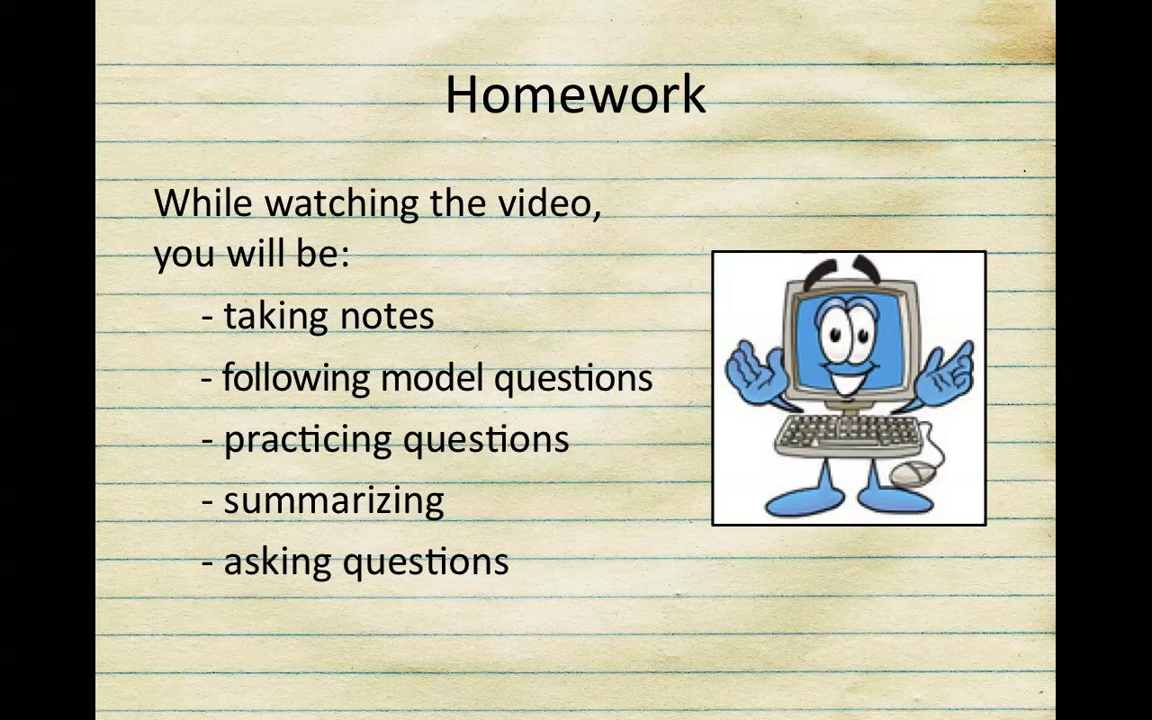 Homework
While watching the video,
you will be:
- taking notes
- following model questions
- practicing questions
- summarizing
- asking questions